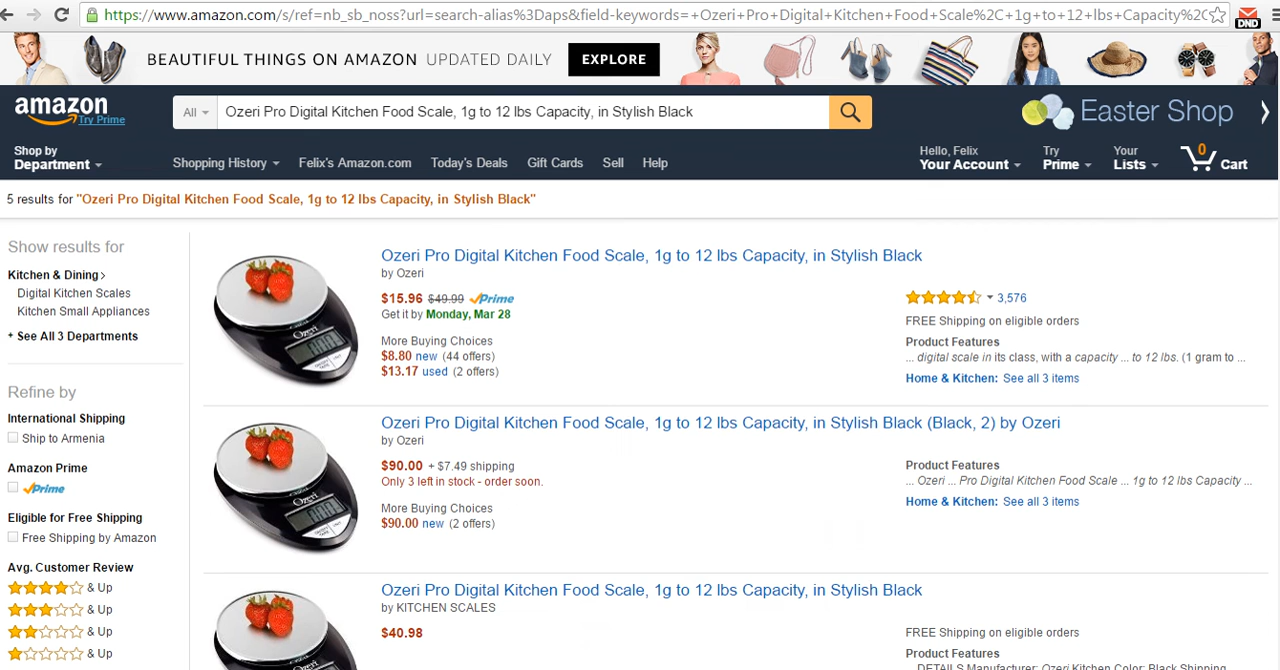 https://www.amazon.com/s/ref=nb_sb_noss?url=search-alias%3Daps&field-keywords=+Ozeri+Pro+Digital+Kitchen+Food+Scale%2C+1g+to+12+lbs+Capacity%2C
DND
BEAUTIFUL THINGS ON AMAZON UPDATED DAILY EXPLORE
amazon
Try Prime
All
Ozeri Pro Digital Kitchen Food Scale, 1g to 12 lbs Capacity, in Stylish Black
Easter Shop
Shop by
Department
Shopping History
Felix's Amazon.com
Today's Deals
Gift Cards
Sell
Help
Hello, Felix
Your Account
Try
Prime
Your
Lists
0
Cart
5 results for "Ozeri Pro Digital Kitchen Food Scale, 1g to 12 lbs Capacity, in Stylish Black"
Show results for
Kitchen & Dining›
Digital Kitchen Scales
Kitchen Small Appliances
+ See All 3 Departments
Refine by
International Shipping
Ship to Armenia
Amazon Prime
Prime
Eligible for Free Shipping
Free Shipping by Amazon
Avg. Customer Review
& Up
& Up
& Up
& Up
Ozeri
Ozeri Pro Digital Kitchen Food Scale, 1g to 12 lbs Capacity, in Stylish Black
by Ozeri
$15.96 $49.99 Prime
Get it by Monday, Mar 28
More Buying Choices
$8.80 new (44 offers)
$13.17 used (2 offers)
3,576
FREE Shipping on eligible orders
Product Features
... digital scale in its class, with a capacity ... to 12 lbs. (1 gram to ...
Home & Kitchen: See all 3 items
Ozeri
Ozeri Pro Digital Kitchen Food Scale, 1g to 12 lbs Capacity, in Stylish Black (Black, 2) by Ozeri
by Ozeri
$90.00 + $7.49 shipping
Only 3 left in stock - order soon.
More Buying Choices
$90.00 new (2 offers)
Product Features
... Ozeri ... Pro Digital Kitchen Food Scale ... 1g to 12 lbs Capacity ...
Home & Kitchen: See all 3 items
Ozeri Pro Digital Kitchen Food Scale, 1g to 12 lbs Capacity, in Stylish Black
by KITCHEN SCALES
$40.98
FREE Shipping on eligible orders
Product Features
DETAILS Manufacturer: Ozeri Kitchen Color: Black Shipping